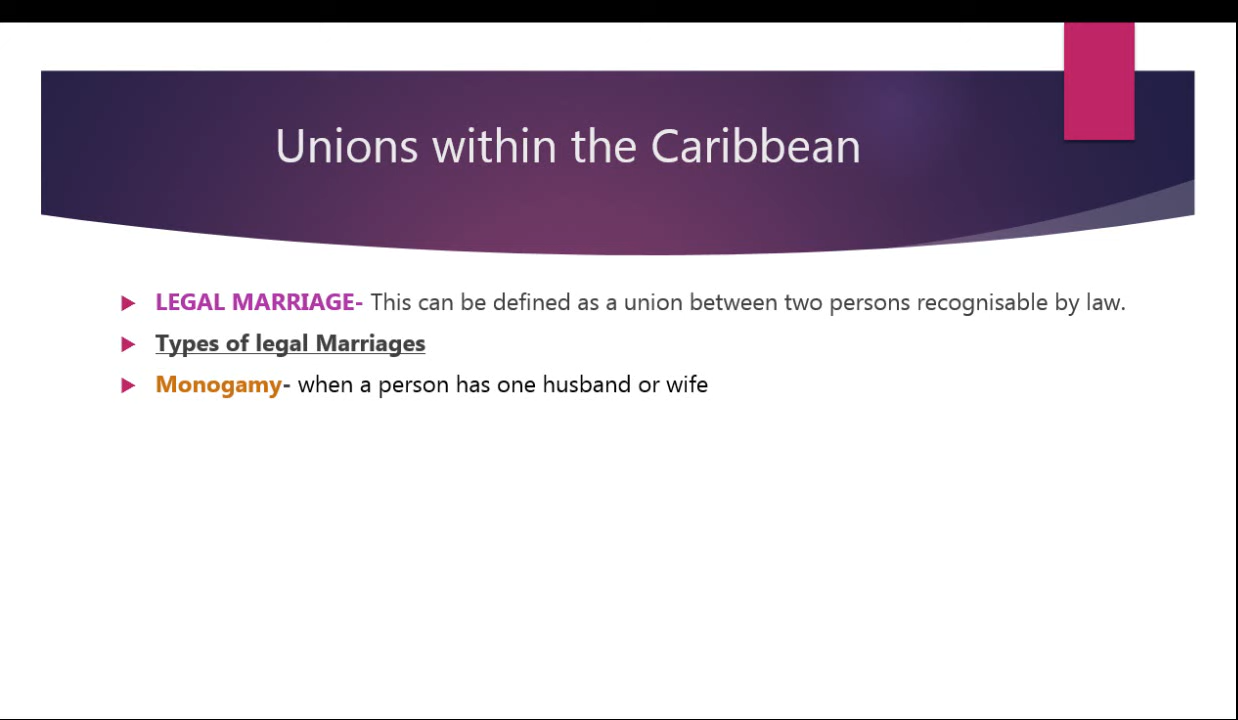 Unions within the Caribbean
LEGAL MARRIAGE- This can be defined as a union between two persons recognisable by law.
Types of legal Marriages
Monogamy- when a person has one husband or wife